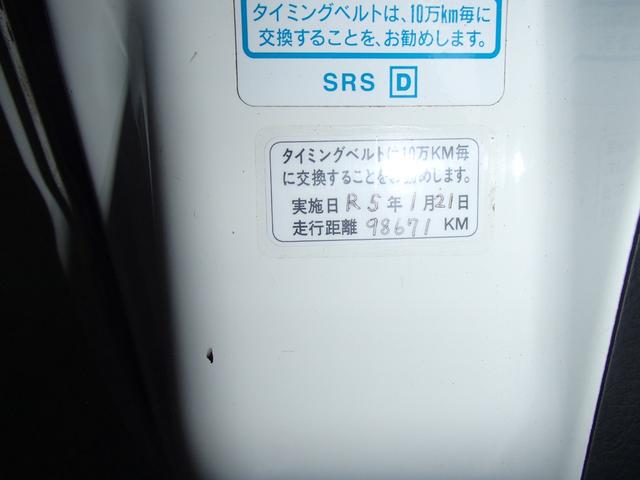 タイミングベルトは、10万km毎に
交換することを、お勧めします。
SRS D
タイミングベルトは10万KM毎
に交換することをお勧めします。
実施日 R5年1月21日
走行距離 98671 KM